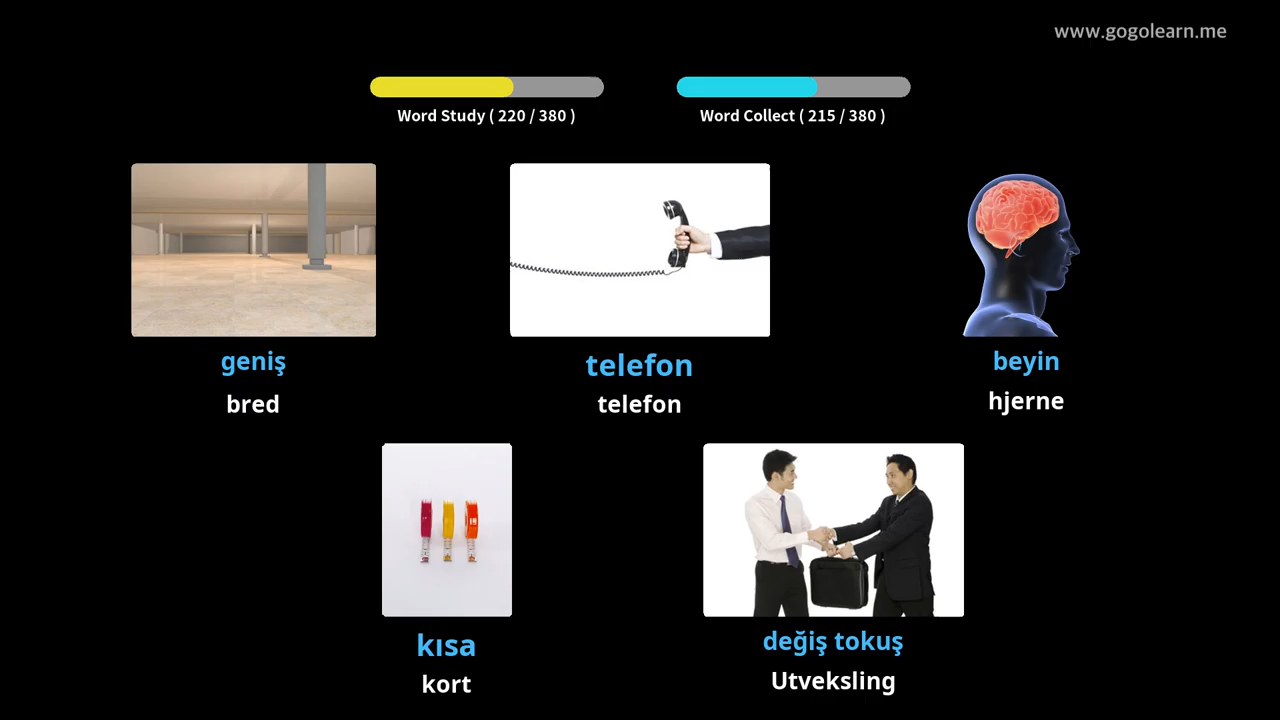 www.gogolearn.me
Word Study ( 220 / 380 )
Word Collect ( 215 / 380 )
geniş
telefon
beyin
bred
telefon
hjerne
kısa
değiş tokuş
kort
Utveksling